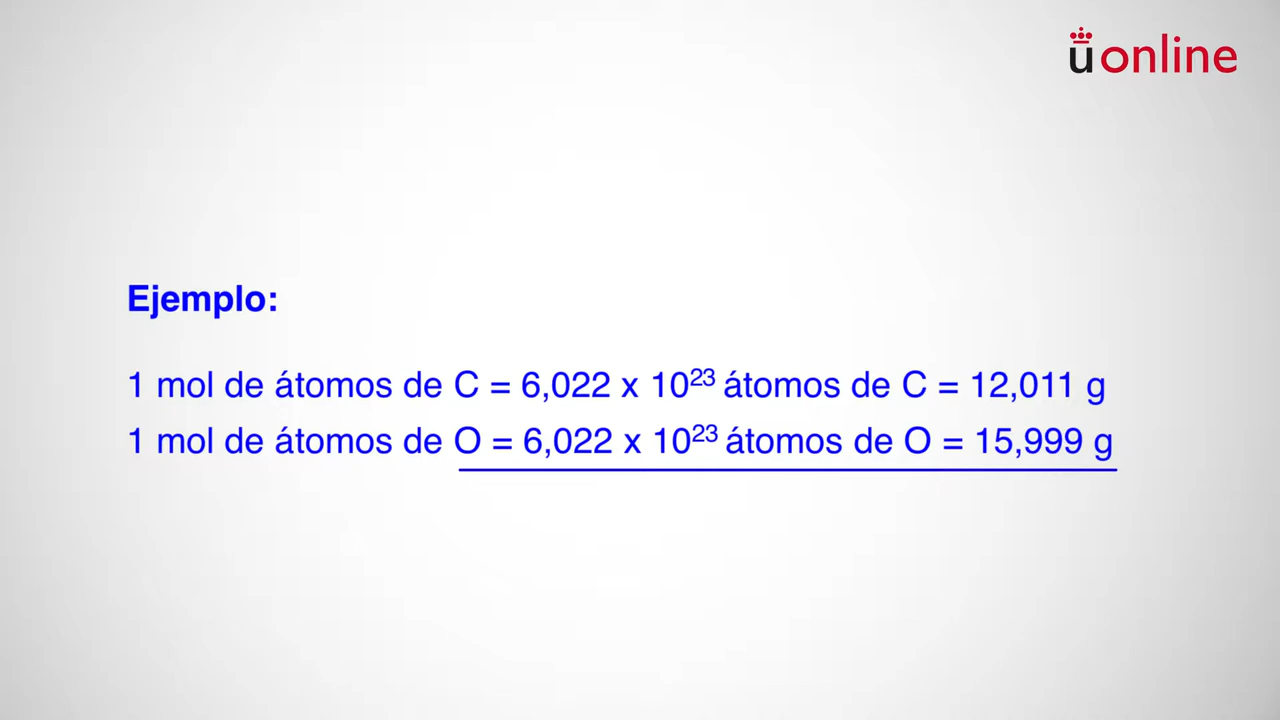 uonline
Ejemplo:
1 mol de átomos de C = 6,022 x 10²³ átomos de C = 12,011 g
1 mol de átomos de O = 6,022 x 10²³ átomos de O = 15,999 g